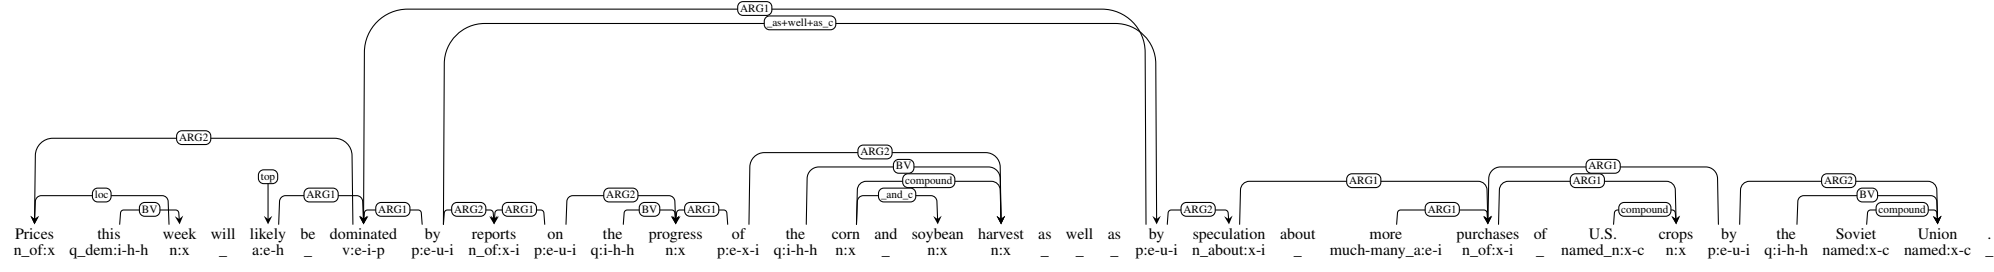 ARG1
_as+well+as_c
ARG2
ARG2
BV
ARG1
top
compound
ARG1
ARG1
loc
ARG1
ARG2
_and_c
ARG2
BV
BV
ARG1
ARG2
ARG1
BV
ARG1
ARG2
ARG1
compound
compound
Prices this week will likely be dominated by reports on the progress of the corn and soybean harvest as well as by speculation about more purchases of U.S. crops by the Soviet Union .
n_of:x q_dem:i-h-h n:x _ a:e-h _ v:e-i-p p:e-u-i n_of:x-i p:e-u-i q:i-h-h n:x p:e-x-i q:i-h-h n:x _ n:x n:x _ _ _ p:e-u-i n_about:x-i _ much-many_a:e-i n_of:x-i _ named_n:x-c n:x p:e-u-i q:i-h-h named:x-c named:x-c _